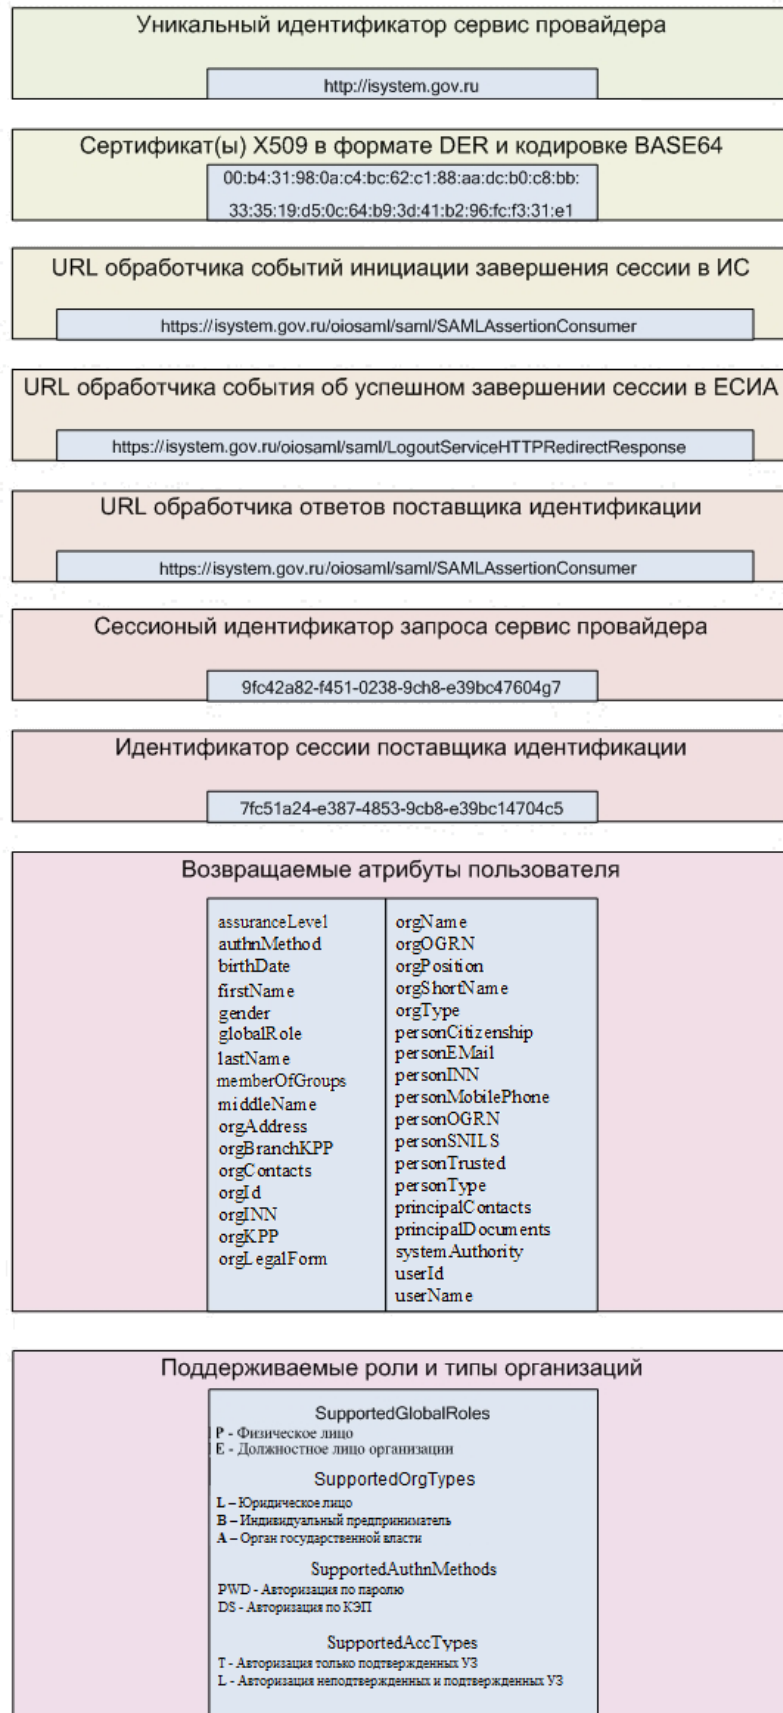 Уникальный идентификатор сервис провайдера
http://isystem.gov.ru
Сертификат(ы) X509 в формате DER и кодировке BASE64
00:b4:31:98:0a:c4:bc:62:c1:88:aa:dc:b0:c8:bb:
33:35:19:d5:0c:64:b9:3d:41:b2:96:fc:f3:31:e1
URL обработчика событий инициации завершения сессии в ИС
https://isystem.gov.ru/oiosaml/saml/SAMLAssertionConsumer
URL обработчика события об успешном завершении сессии в ЕСИА
https://isystem.gov.ru/oiosaml/saml/LogoutServiceHTTPRedirectResponse
URL обработчика ответов поставщика идентификации
https://isystem.gov.ru/oiosaml/saml/SAMLAssertionConsumer
Сессионый идентификатор запроса сервис провайдера
9fc42a82-f451-0238-9ch8-e39bc47604g7
Идентификатор сессии поставщика идентификации
7fc51a24-e387-4853-9cb8-e39bc14704c5
Возвращаемые атрибуты пользователя
assuranceLevel
authnMethod
birthDate
firstName
gender
globalRole
lastName
memberOfGroups
middleName
orgAddress
orgBranchKPP
orgContacts
orgId
orgINN
orgKPP
orgLegalForm
orgName
orgOGRN
orgPosition
orgShortName
orgType
personCitizenship
personEMail
personINN
personMobilePhone
personOGRN
personSNILS
personTrusted
personType
principalContacts
principalDocuments
systemAuthority
userId
userName
Поддерживаемые роли и типы организаций
SupportedGlobalRoles
P - Физическое лицо
E - Должностное лицо организации
SupportedOrgTypes
L – Юридическое лицо
B – Индивидуальный предприниматель
A – Орган государственной власти
SupportedAuthnMethods
PWD - Авторизация по паролю
DS - Авторизация по КЭП
SupportedAccTypes
T - Авторизация только подтвержденных УЗ
L - Авторизация неподтвержденных и подтвержденных УЗ